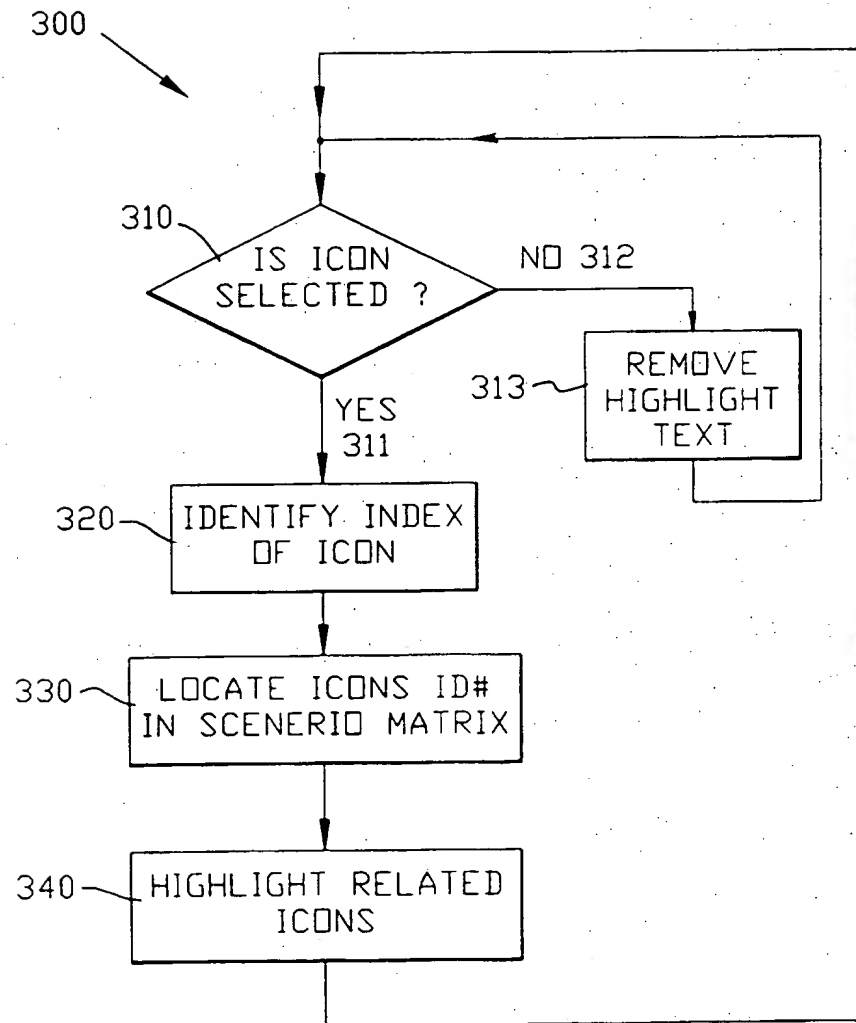 300
310
IS ICON
SELECTED ?
NO 312
313
REMOVE
HIGHLIGHT
TEXT
YES
311
320
IDENTIFY INDEX
OF ICON
330
LOCATE ICONS ID#
IN SCENERIO MATRIX
340
HIGHLIGHT RELATED
ICONS